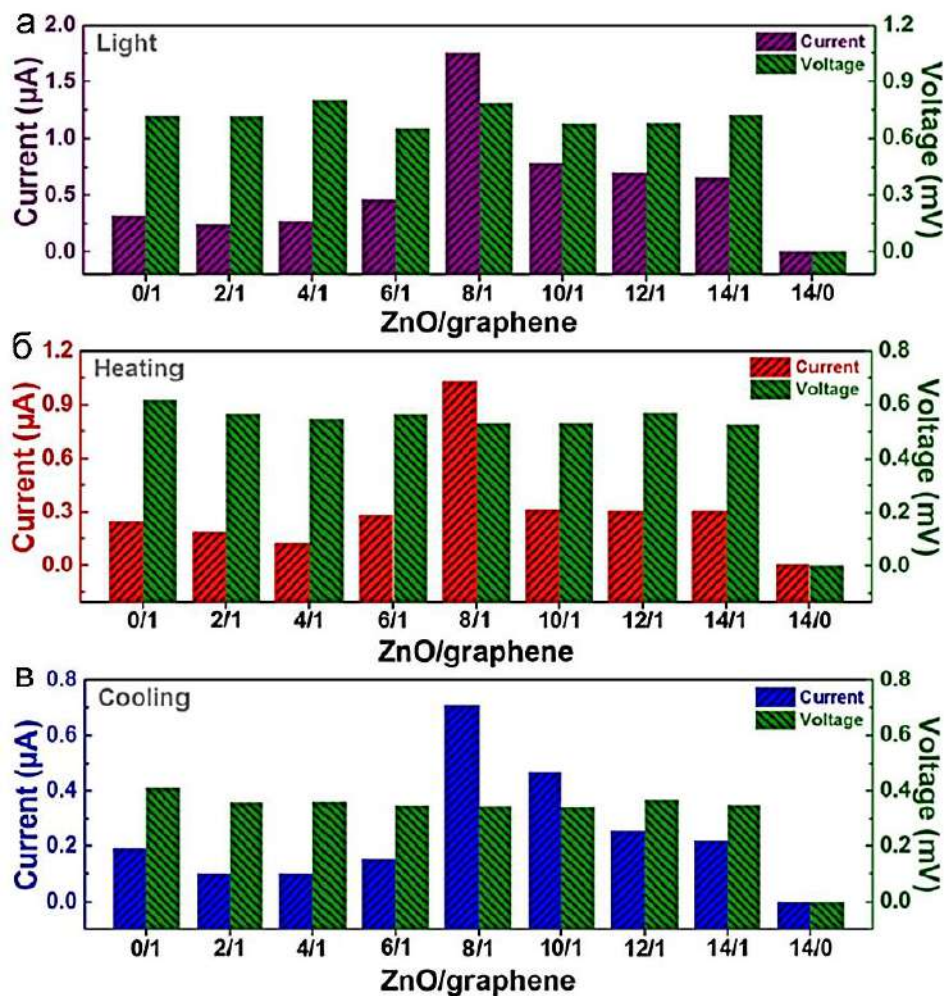 а
Light
Current
Voltage
Current (µA)
2.0
1.5
1.0
0.5
0.0
Voltage (mV)
1.2
0.9
0.6
0.3
0.0
0/1 2/1 4/1 6/1 8/1 10/1 12/1 14/1 14/0
ZnO/graphene
б
Heating
Current
Voltage
Current (µA)
1.2
0.9
0.6
0.3
0.0
Voltage (mV)
0.8
0.6
0.4
0.2
0.0
0/1 2/1 4/1 6/1 8/1 10/1 12/1 14/1 14/0
ZnO/graphene
в
Cooling
Current
Voltage
Current (µA)
0.8
0.6
0.4
0.2
0.0
Voltage (mV)
0.8
0.6
0.4
0.2
0.0
0/1 2/1 4/1 6/1 8/1 10/1 12/1 14/1 14/0
ZnO/graphene